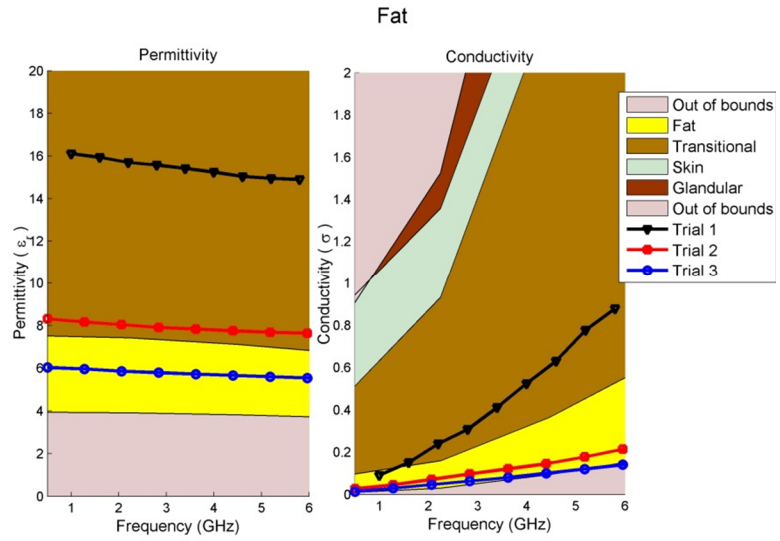 Fat
Permittivity
Permittivity ( εr)
20
18
16
14
12
10
8
6
4
2
0
1
2
3
4
5
6
Frequency (GHz)
Conductivity
Conductivity ( σ)
2
1.8
1.6
1.4
1.2
1
0.8
0.6
0.4
0.2
0
1
2
3
4
5
6
Frequency (GHz)
Out of bounds
Fat
Transitional
Skin
Glandular
Out of bounds
Trial 1
Trial 2
Trial 3